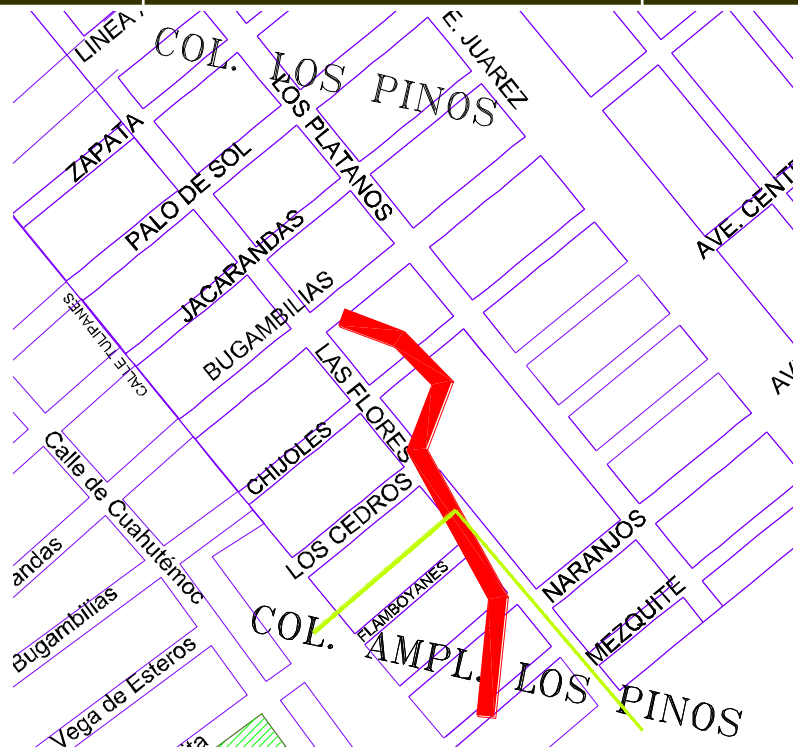 LINEA
COL. LOS PINOS
E. JUAREZ
ZAPATA
LOS PLATANOS
PALO DE SOL
AVE. CENT
JACARANDAS
BUGAMBILIAS
CALLE TULIPANES
LAS FLORES
AV
CHIJOLES
Calle de Cuahutémoc
LOS CEDROS
andas
NARANJOS
FLAMBOYANES
MEZQUITE
Bugambilias
COL. AMPL. LOS PINOS
Vega de Esteros
ta